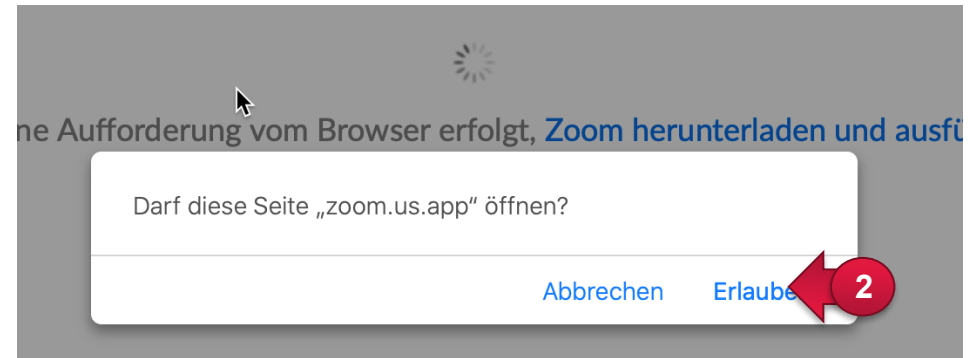 ne Aufforderung vom Browser erfolgt, Zoom herunterladen und ausfü
Darf diese Seite „zoom.us.app“ öffnen?
Abbrechen Erlaube
2